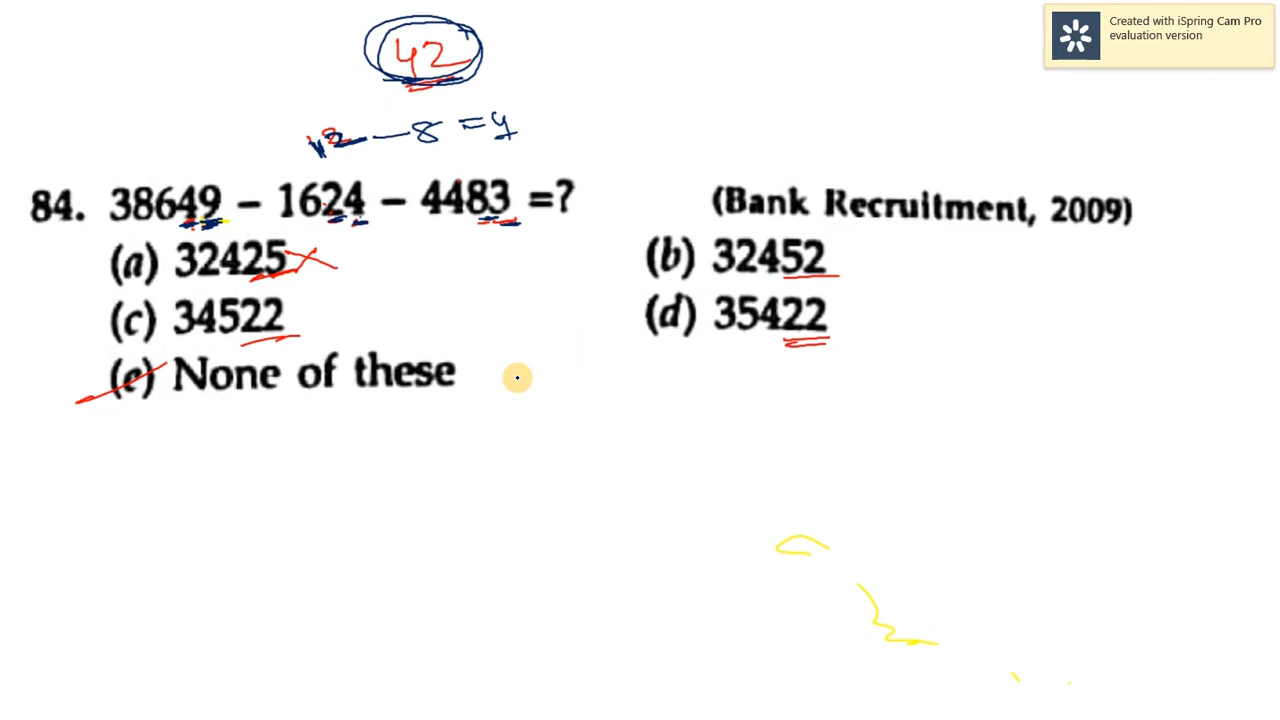 Created with iSpring Cam Pro
evaluation version
42
12 - 8 = 4
84. 38649 – 1624 – 4483 =? (Bank Recruitment, 2009)
(a) 32425 (b) 32452
(c) 34522 (d) 35422
(e) None of these